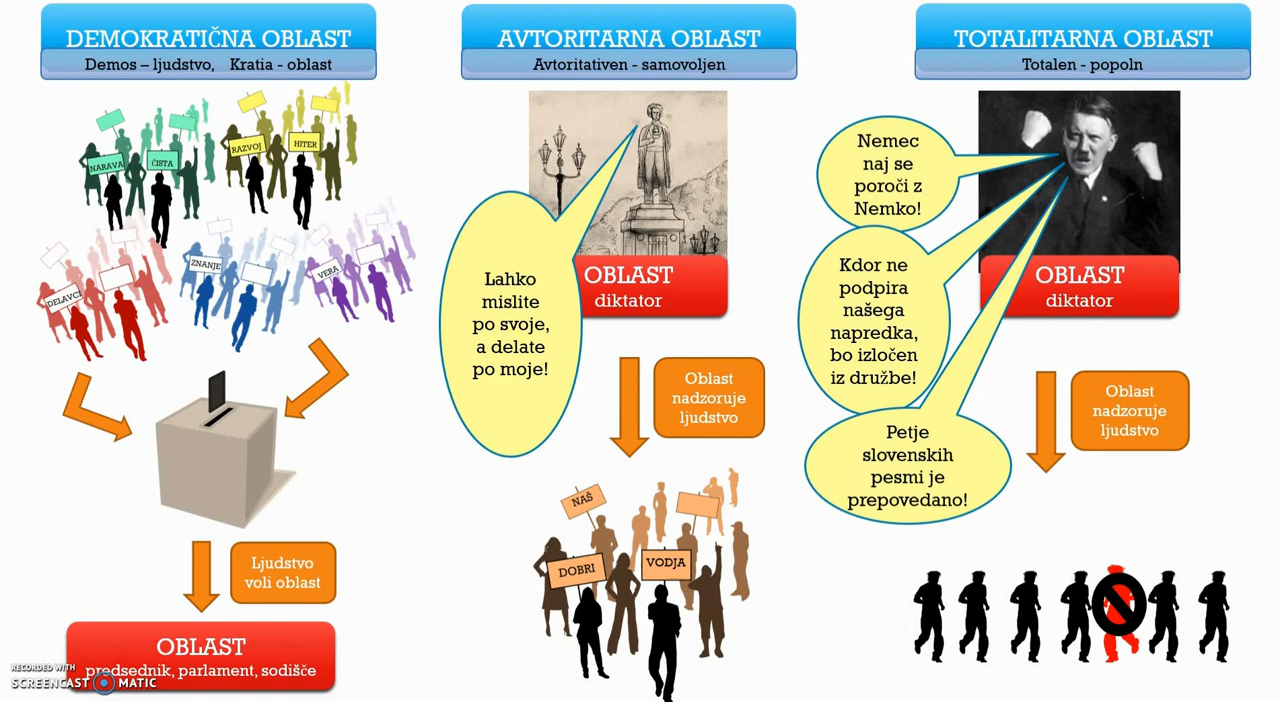 DEMOKRATIČNA OBLAST
Demos – ljudstvo, Kratia - oblast
NARAVA
ČISTA
RAZVOJ
HITER
DELAVCI
ZNANJE
VERA
Ljudstvo
voli oblast
OBLAST
predsednik, parlament, sodišče
RECORDED WITH
SCREENCAST MATIC
AVTORITARNA OBLAST
Avtoritativen - samovoljen
Lahko
mislite
po svoje,
a delate
po moje!
OBLAST
diktator
Oblast
nadzoruje
ljudstvo
NAŠ
DOBRI
VODJA
TOTALITARNA OBLAST
Totalen - popoln
Nemec
naj se
poroči z
Nemko!
Kdor ne
podpira
našega
napredka,
bo izločen
iz družbe!
Petje
slovenskih
pesmi je
prepovedano!
OBLAST
diktator
Oblast
nadzoruje
ljudstvo